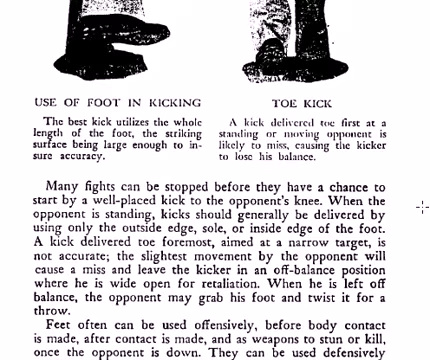 USE OF FOOT IN KICKING
The best kick utilizes the whole
length of the foot, the striking
surface being large enough to in-
sure accuracy.
TOE KICK
A kick delivered toe first at a
standing or moving opponent is
likely to miss, causing the kicker
to lose his balance.
Many fights can be stopped before they have a chance to
start by a well-placed kick to the opponent's knee. When the
opponent is standing, kicks should generally be delivered by
using only the outside edge, sole, or inside edge of the foot.
A kick delivered toe foremost, aimed at a narrow target, is
not accurate; the slightest movement by the opponent will
cause a miss and leave the kicker in an off-balance position
where he is wide open for retaliation. When he is left off
balance, the opponent may grab his foot and twist it for a
throw.
Feet often can be used offensively, before body contact
is made, after contact is made, and as weapons to stun or kill,
once the opponent is down. They can be used defensively